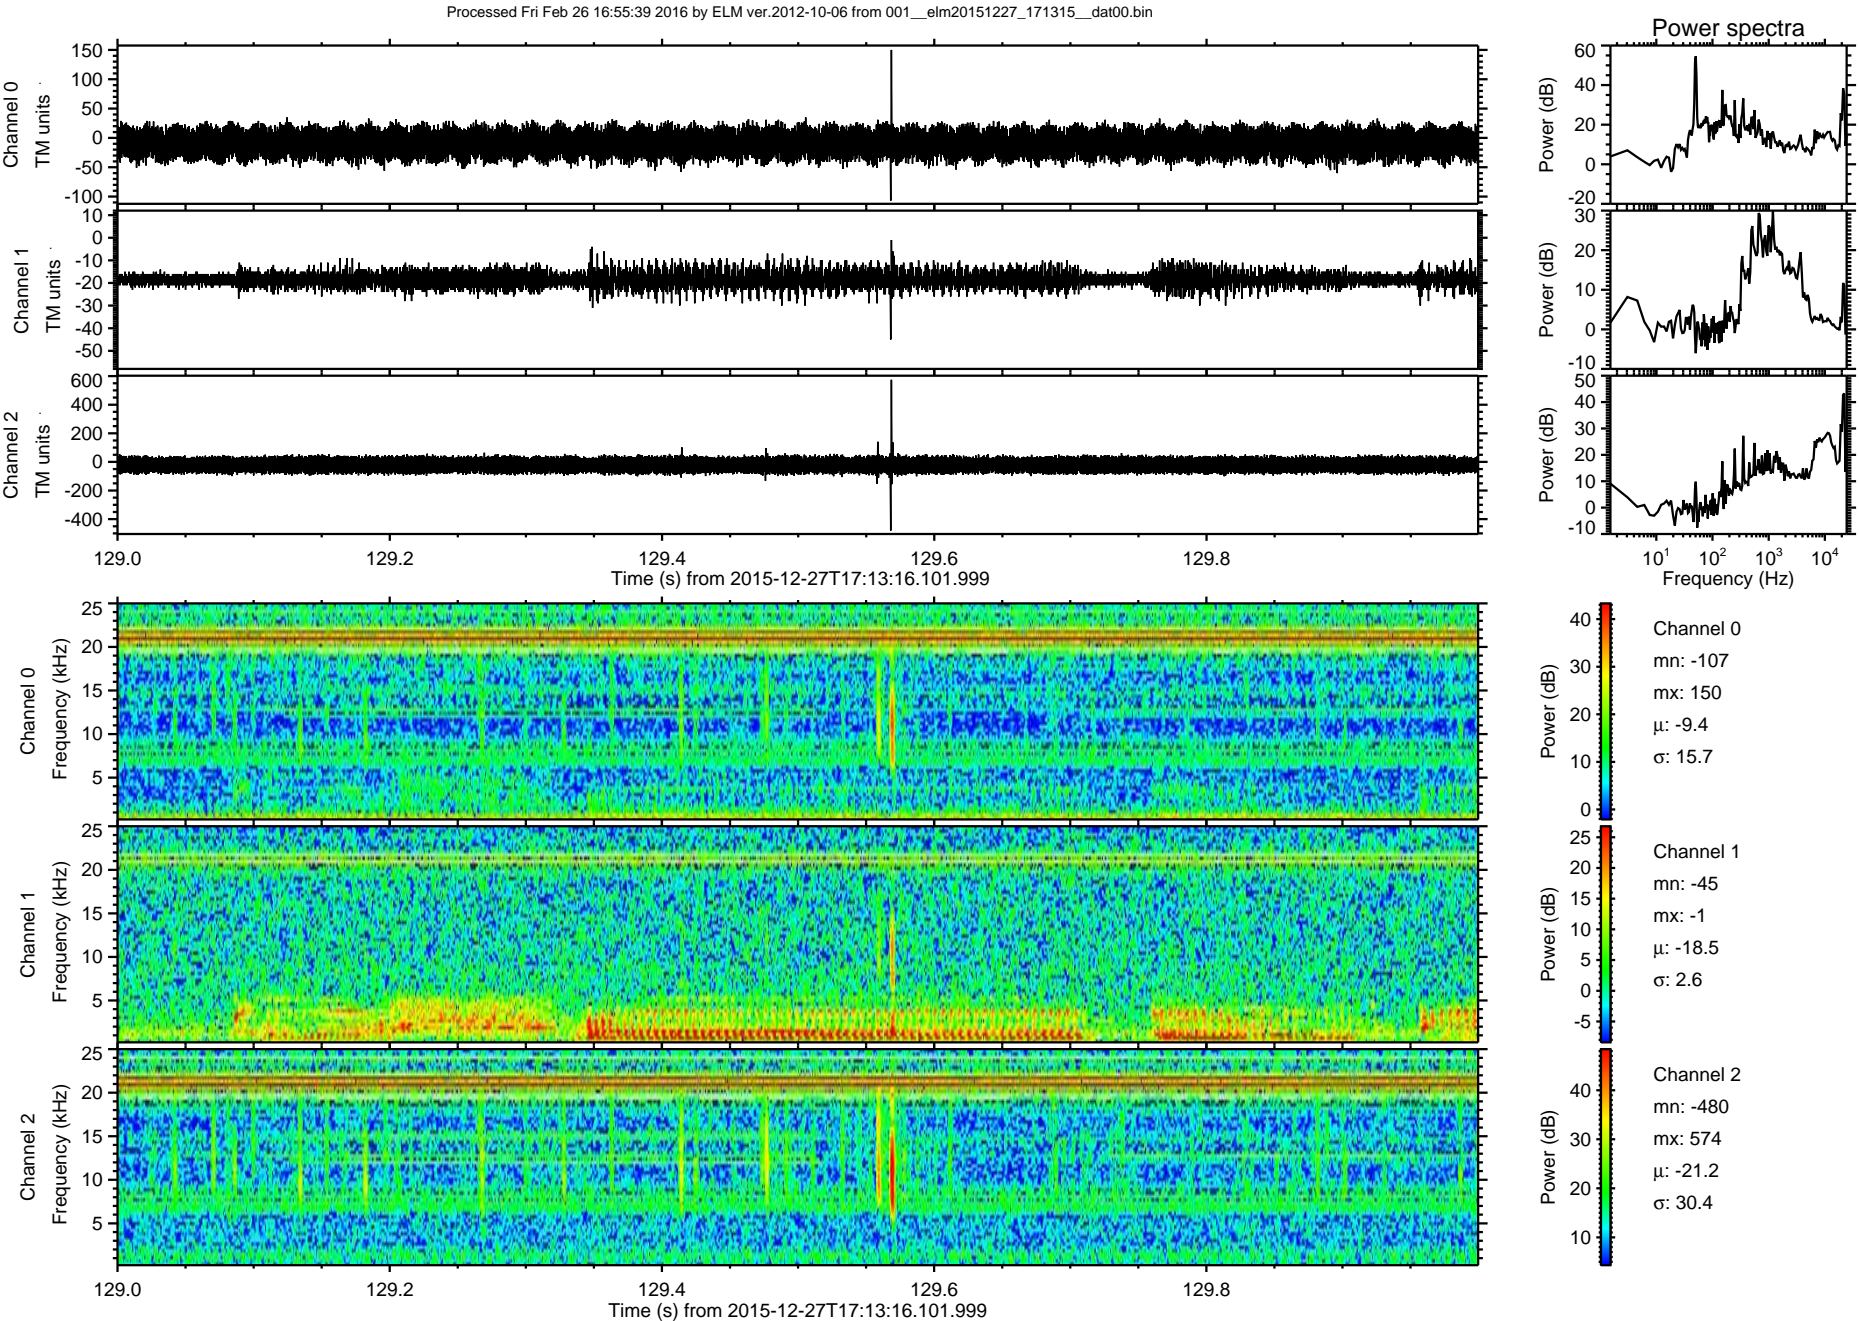 Processed Fri Feb 26 16:55:39 2016 by ELM ver.2012-10-06 from 001__elm20151227_171315__dat00.bin
Power spectra
Channel 0
TM units
150
100
50
0
-50
-100
Power (dB)
60
40
20
0
-20
Channel 1
TM units
10
0
-10
-20
-30
-40
-50
Power (dB)
30
20
10
0
-10
Channel 2
TM units
600
400
200
0
-200
-400
Power (dB)
50
40
30
20
10
0
-10
129.0 129.2 129.4 129.6 129.8
Time (s) from 2015-12-27T17:13:16.101.999
10^1 10^2 10^3 10^4
Frequency (Hz)
Channel 0
Frequency (kHz)
25
20
15
10
5
Power (dB)
40
30
20
10
0
Channel 0
mn: -107
mx: 150
μ: -9.4
σ: 15.7
Channel 1
Frequency (kHz)
25
20
15
10
5
Power (dB)
25
20
15
10
5
0
-5
Channel 1
mn: -45
mx: -1
μ: -18.5
σ: 2.6
Channel 2
Frequency (kHz)
25
20
15
10
5
Power (dB)
40
30
20
10
Channel 2
mn: -480
mx: 574
μ: -21.2
σ: 30.4
129.0 129.2 129.4 129.6 129.8
Time (s) from 2015-12-27T17:13:16.101.999